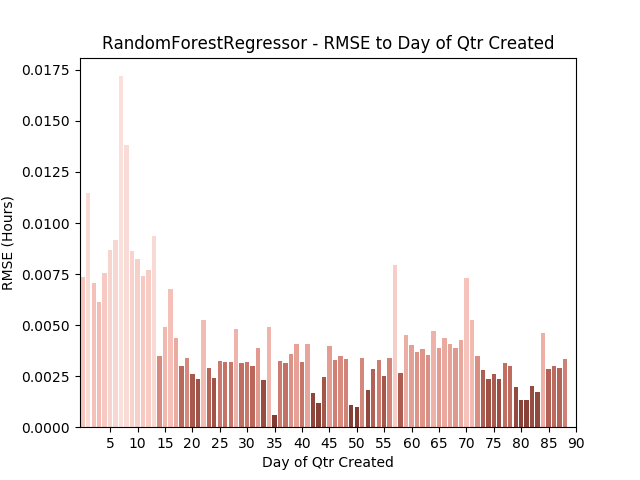 RandomForestRegressor - RMSE to Day of Qtr Created
RMSE (Hours)
0.0175
0.0150
0.0125
0.0100
0.0075
0.0050
0.0025
0.0000
5 10 15 20 25 30 35 40 45 50 55 60 65 70 75 80 85 90
Day of Qtr Created